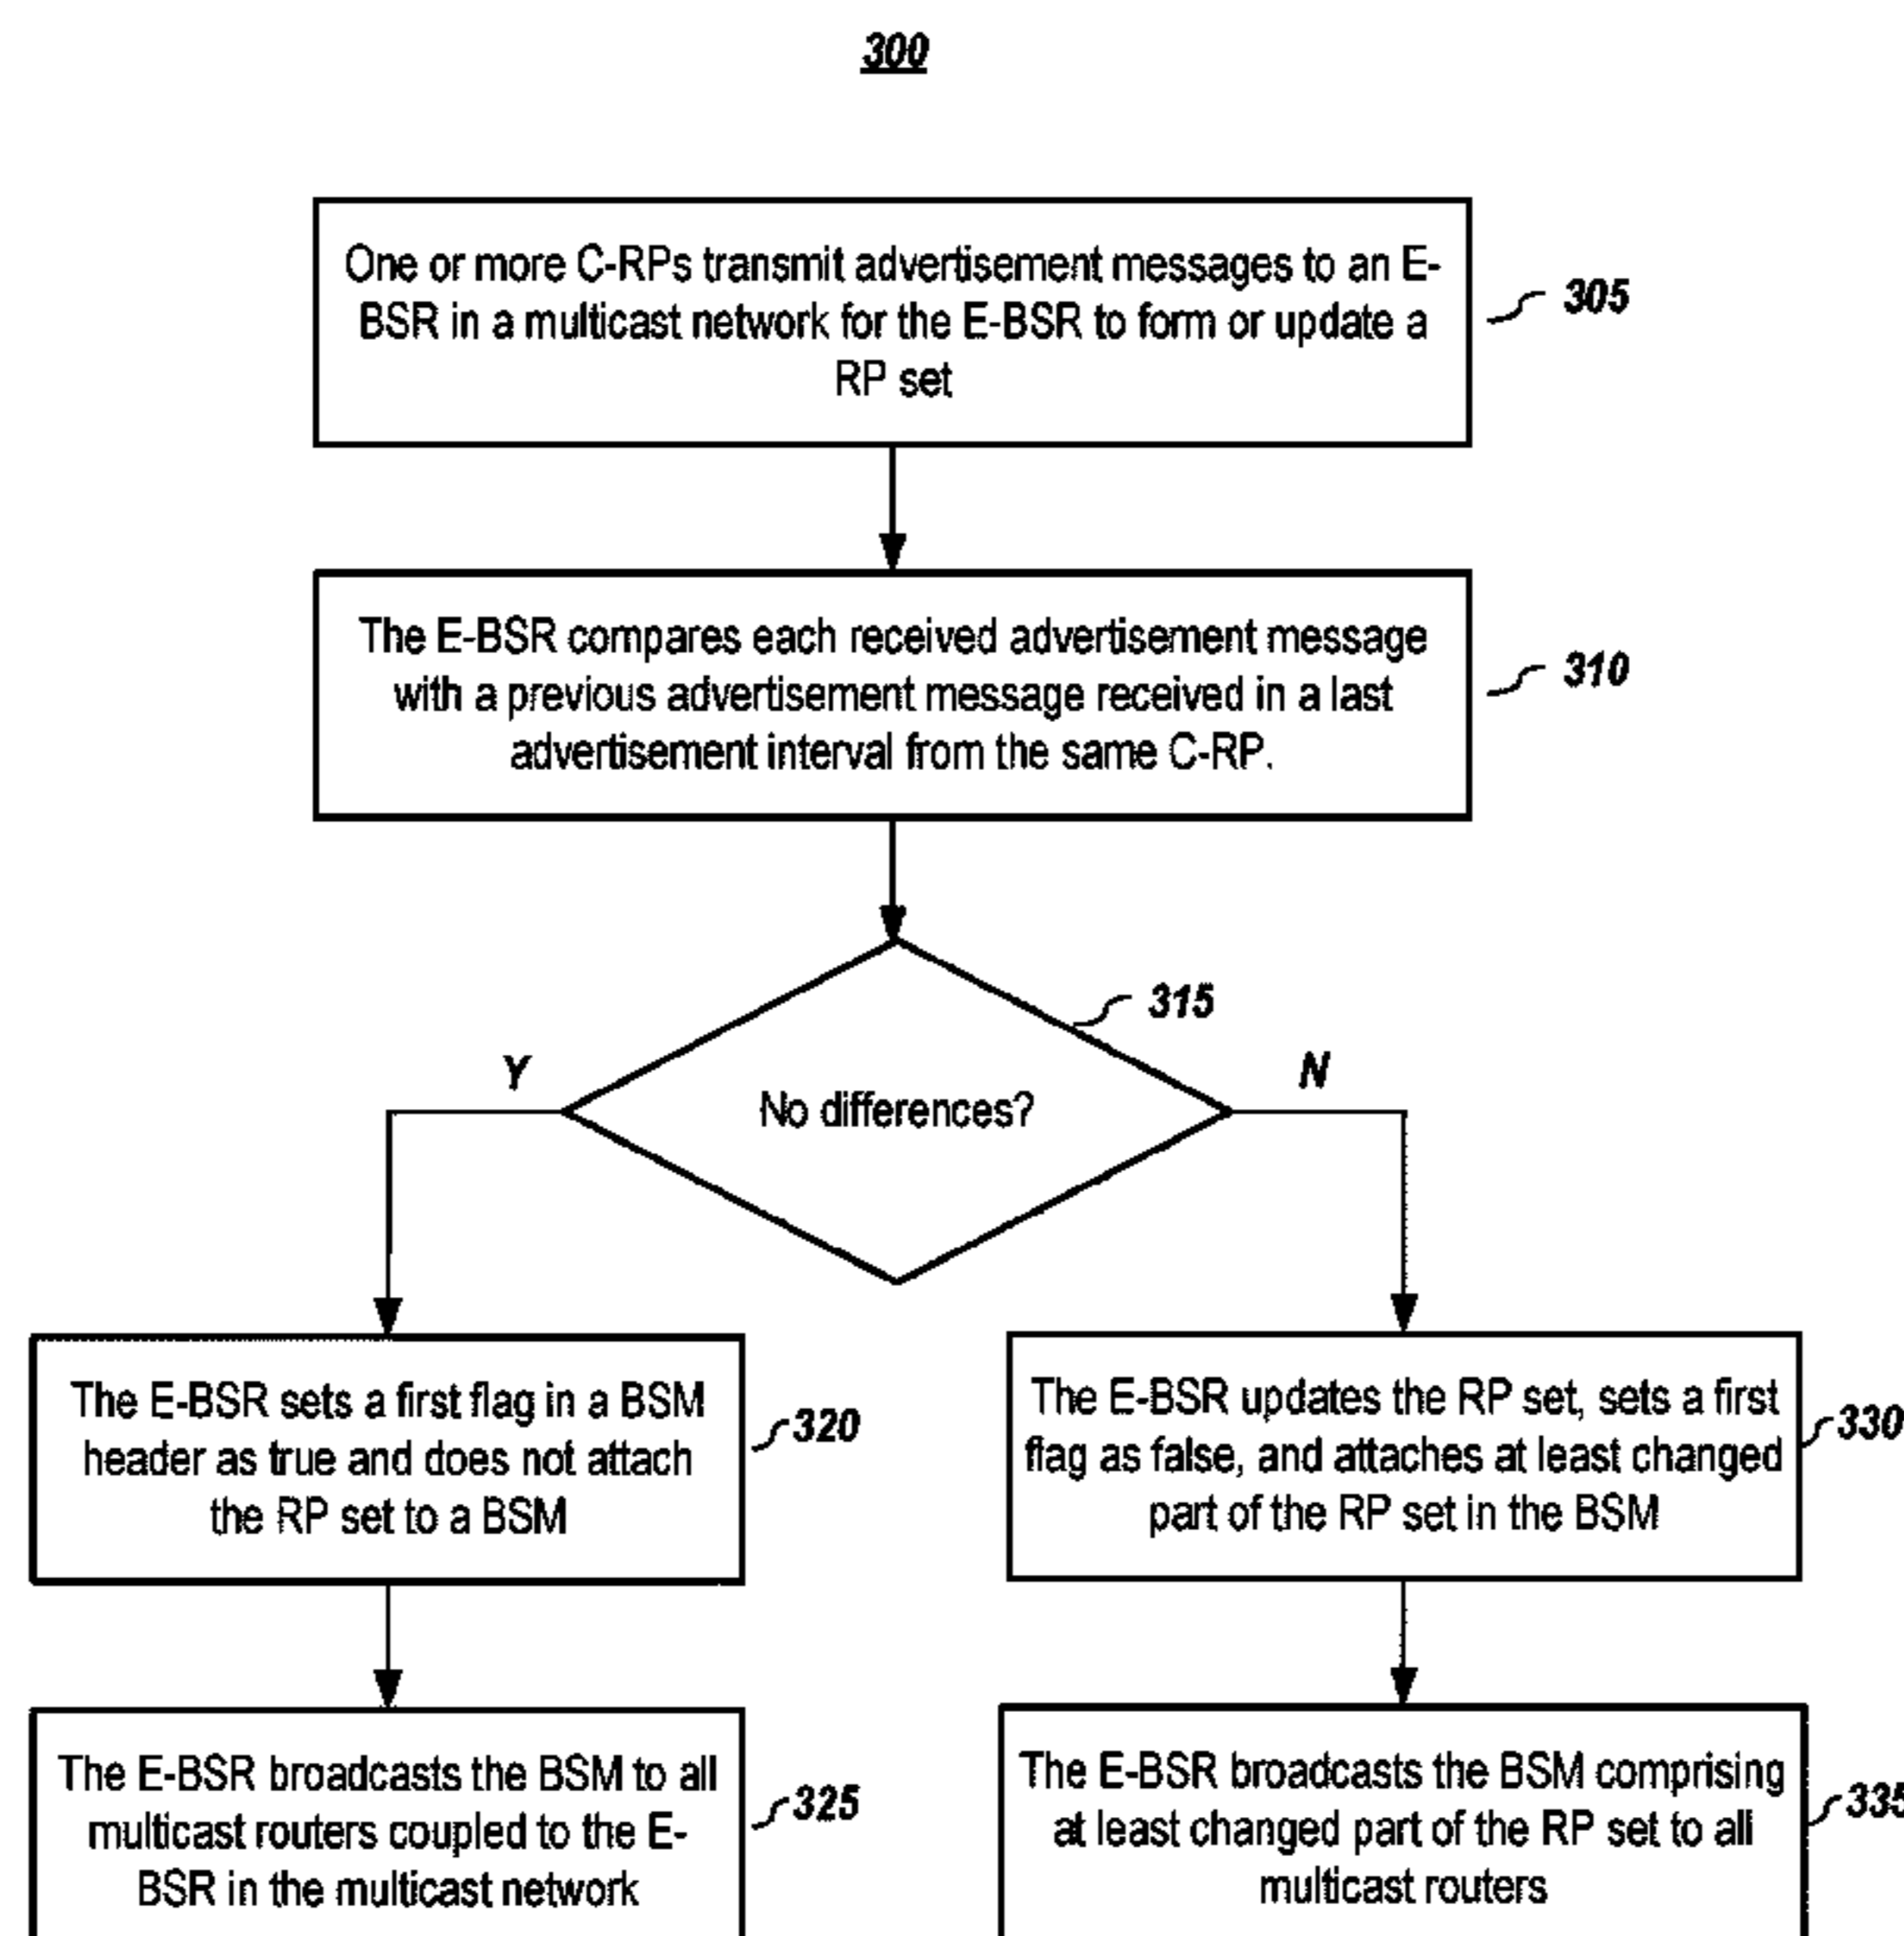 300
One or more C-RPs transmit advertisement messages to an E-
BSR in a multicast network for the E-BSR to form or update a
RP set
305
The E-BSR compares each received advertisement message
with a previous advertisement message received in a last
advertisement interval from the same C-RP.
310
315
Y
No differences?
N
The E-BSR sets a first flag in a BSM
header as true and does not attach
the RP set to a BSM
320
The E-BSR updates the RP set, sets a first
flag as false, and attaches at least changed
part of the RP set in the BSM
330
The E-BSR broadcasts the BSM to all
multicast routers coupled to the E-
BSR in the multicast network
325
The E-BSR broadcasts the BSM comprising
at least changed part of the RP set to all
multicast routers
335